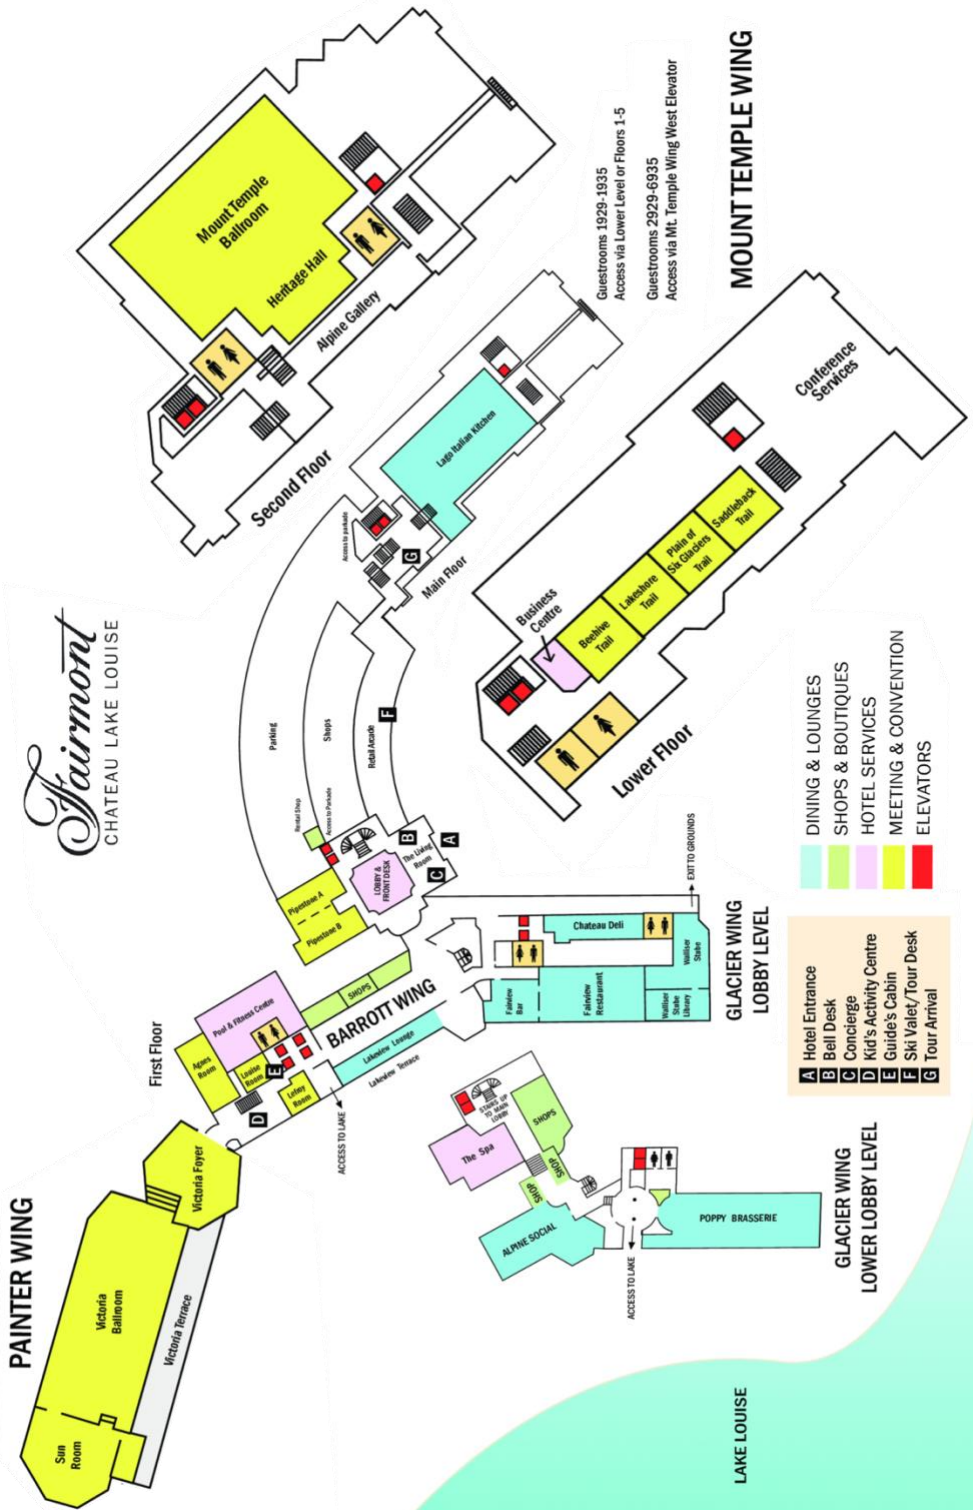 Fairmont
CHATEAU LAKE LOUISE
PAINTER WING
Sun
Room
Victoria
Ballroom
Victoria Terrace
Victoria Foyer
First Floor
Agnes
Room
Pool & Fitness Centre
Louise
Room
E
D
Lefroy
Room
ACCESS TO LAKE
BARROTT WING
SHOPS
Lakeview Lounge
Lakeview Terrace
Pipestone A
Pipestone B
LOBBY &
FRONT DESK
The Living
Room
A
B
C
Rental Shop
Access to Parkade
Parking
Shops
Retail Arcade
F
Access to parkade
G
Main Floor
Lago Italian Kitchen
Second Floor
Mount Temple
Ballroom
Heritage Hall
Alpine Gallery
Guestrooms 1929-1935
Access via Lower Level or Floors 1-5
Guestrooms 2929-6935
Access via Mt. Temple Wing West Elevator
MOUNT TEMPLE WING
Lower Floor
Business
Centre
Beehive
Trail
Lakeshore
Trail
Plain of
Six Glaciers
Trail
Saddleback
Trail
Conference
Services
GLACIER WING
LOBBY LEVEL
Fairview
Bar
Fairview
Restaurant
Chateau Deli
Walliser
Stube
Walliser
Stube
Library
EXIT TO GROUNDS
GLACIER WING
LOWER LOBBY LEVEL
The Spa
STAIRS UP
TO MAIN
LOBBY
SHOPS
SHOP
SHOP
ALPINE SOCIAL
POPPY BRASSERIE
ACCESS TO LAKE
LAKE LOUISE
A Hotel Entrance
B Bell Desk
C Concierge
D Kid's Activity Centre
E Guide's Cabin
F Ski Valet/Tour Desk
G Tour Arrival
DINING & LOUNGES
SHOPS & BOUTIQUES
HOTEL SERVICES
MEETING & CONVENTION
ELEVATORS